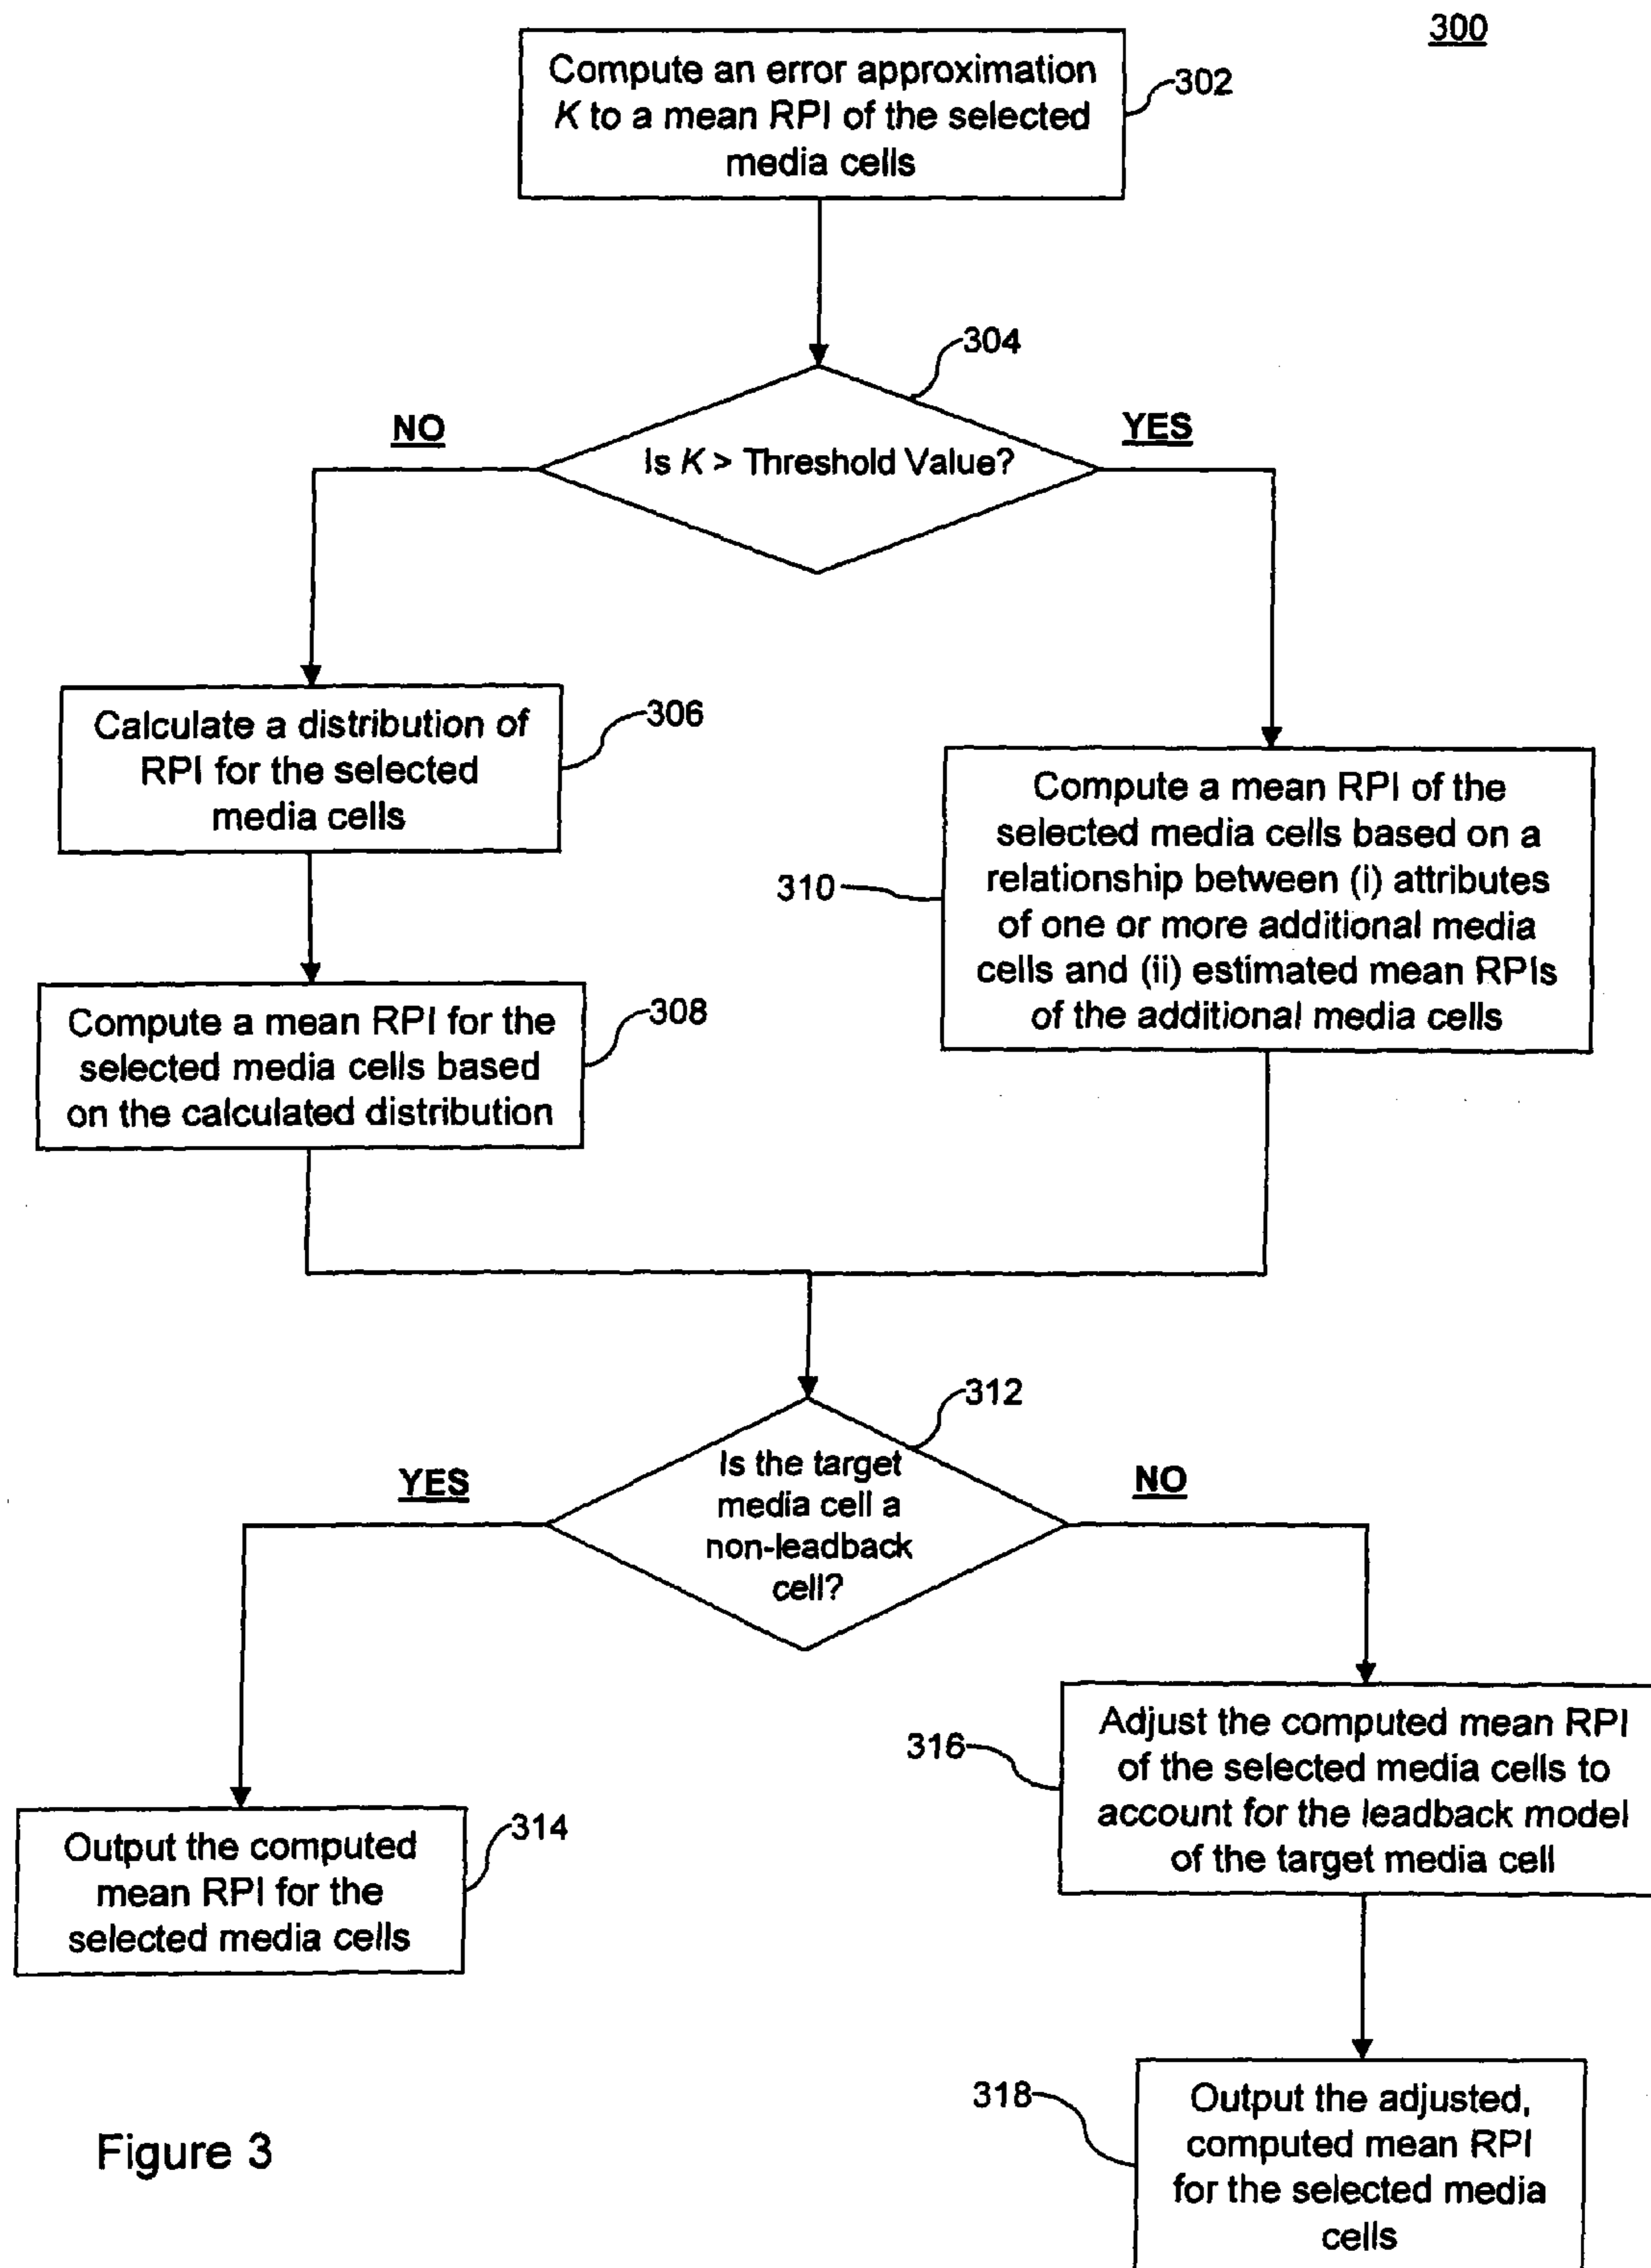 300
Compute an error approximation
K to a mean RPI of the selected
media cells
302
304
NO
YES
Is K > Threshold Value?
Calculate a distribution of
RPI for the selected
media cells
306
Compute a mean RPI of the
selected media cells based on a
relationship between (i) attributes
of one or more additional media
cells and (ii) estimated mean RPIs
of the additional media cells
310
Compute a mean RPI for the
selected media cells based
on the calculated distribution
308
312
YES
NO
Is the target
media cell a
non-leadback
cell?
Adjust the computed mean RPI
of the selected media cells to
account for the leadback model
of the target media cell
316
Output the computed
mean RPI for the
selected media cells
314
318
Output the adjusted,
computed mean RPI
for the selected media
cells
Figure 3